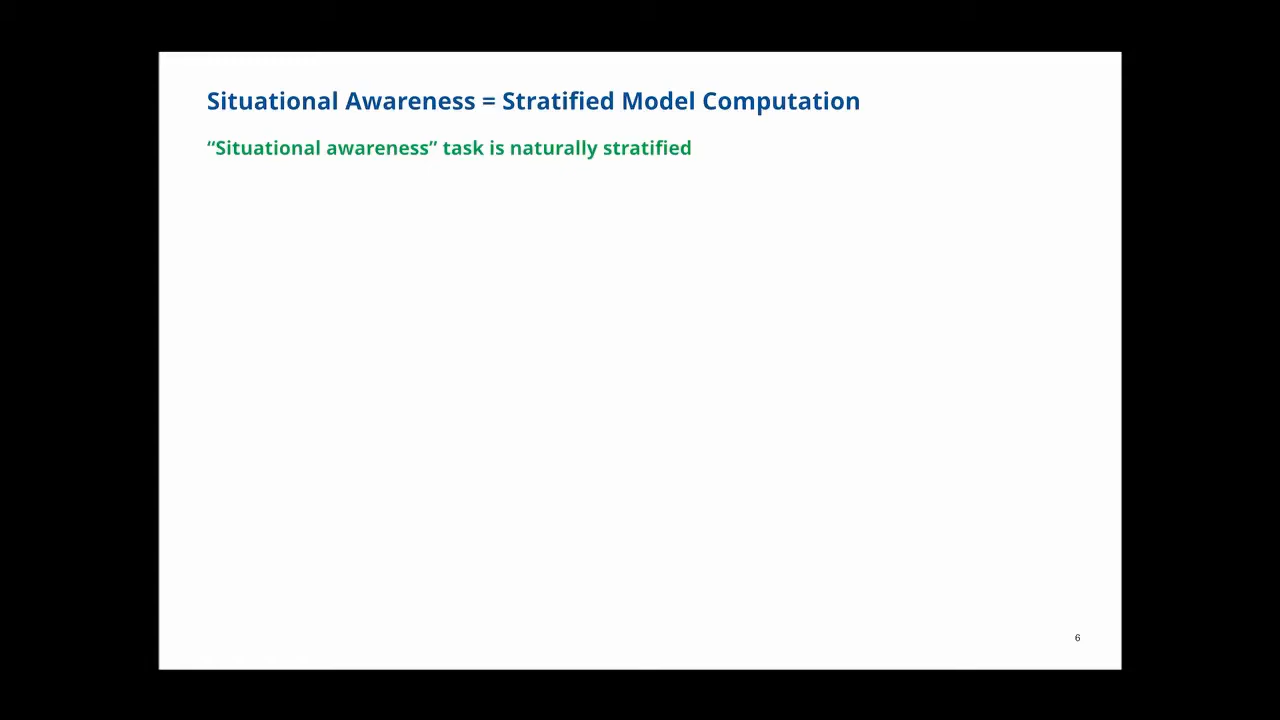 Situational Awareness = Stratified Model Computation
“Situational awareness” task is naturally stratified
6